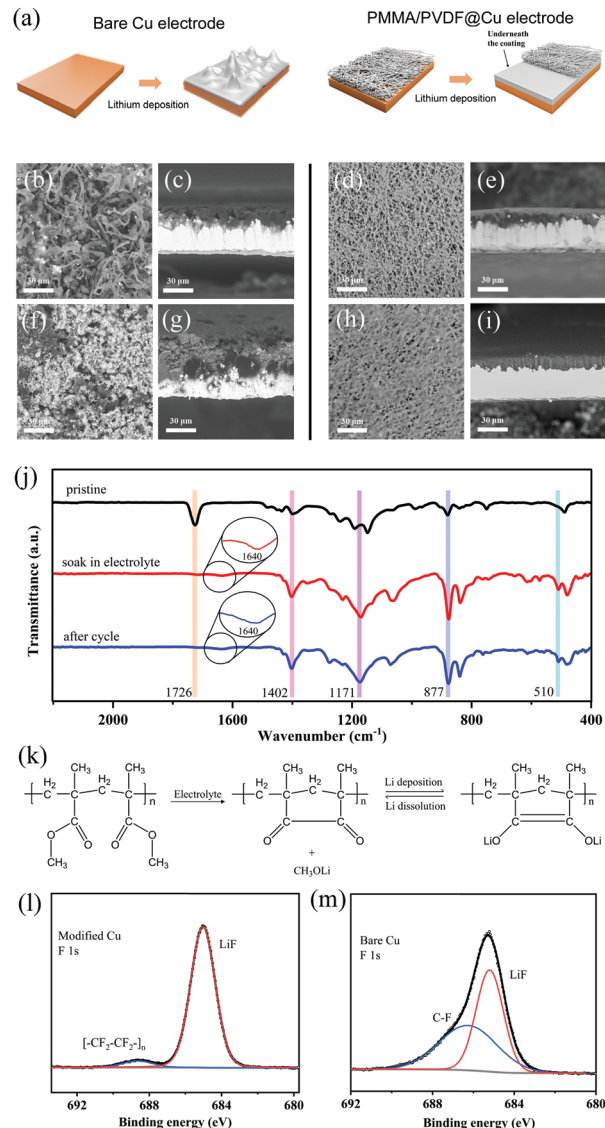 (a)
Bare Cu electrode
PMMA/PVDF@Cu electrode
Underneath
the coating
Lithium deposition
Lithium deposition
(b)
30 μm
(c)
30 μm
(d)
30 μm
(e)
30 μm
(f)
30 μm
(g)
30 μm
(h)
30 μm
(i)
30 μm
(j)
pristine
soak in electrolyte
1640
after cycle
1640
1726
1402
1171
877
510
Transmittance (a.u.)
2000
1600
1200
800
400
Wavenumber (cm⁻¹)
(k)
H₂
C
CH₃
H₂
C
CH₃
n
O
O
O
O
CH₃
CH₃
Electrolyte
H₂
C
CH₃
H₂
C
CH₃
n
O
O
+
CH₃OLi
Li deposition
Li dissolution
H₂
C
CH₃
H₂
C
CH₃
n
LiO
OLi
(l)
Modified Cu
F 1s
LiF
[-CF₂-CF₂-]ₙ
692
688
684
680
Binding energy (eV)
(m)
Bare Cu
F 1s
LiF
C-F
692
688
684
680
Binding energy (eV)